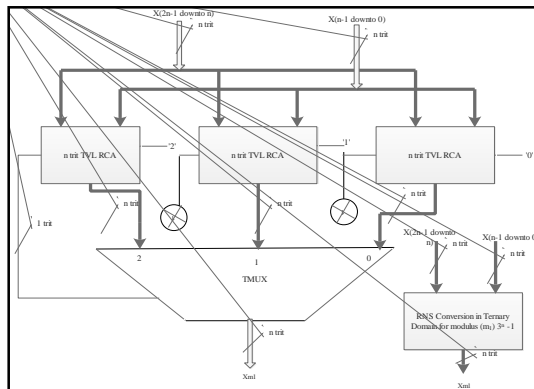 X(2n-1 downto n)
X(n-1 downto 0)
n trit
n trit
n trit TVL RCA
'2'
n trit TVL RCA
'1'
n trit TVL RCA
'0'
1 trit
n trit
n trit
n trit
X(2n-1 downto n)
n trit
X(n-1 downto 0
n trit
2
1
0
TMUX
RNS Conversion in Ternary
Domain for modulus (m₁) 3ⁿ -1
n trit
n trit
Xm1
Xm1